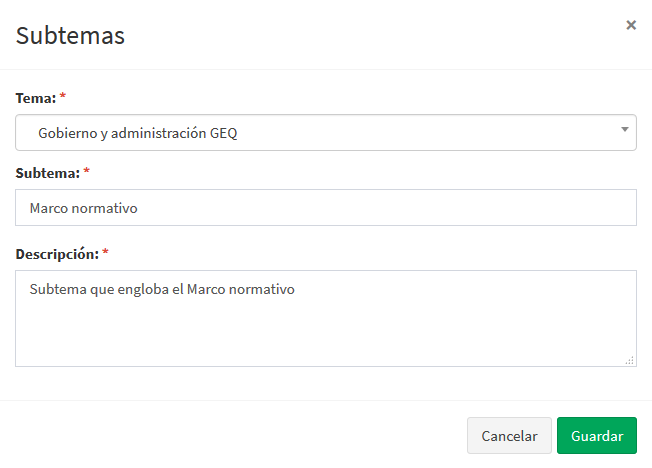 Subtemas
×
Tema: *
Gobierno y administración GEQ
Subtema: *
Marco normativo
Descripción: *
Subtema que engloba el Marco normativo
Cancelar
Guardar